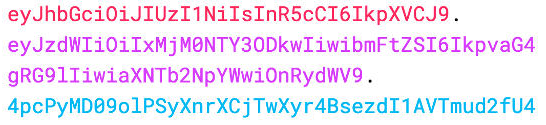 eyJhbGciOiJIUzI1NiIsInR5cCI6IkpXVCJ9.
eyJzdWIiOiIxMjM0NTY3ODkwIiwibmFtZSI6IkpvaG4
gRG9lIiwiaXNTb2NpYWwiOnRydWV9.
4pcPyMD09olPSyXnrXCjTwXyr4BsezdI1AVTmud2fU4